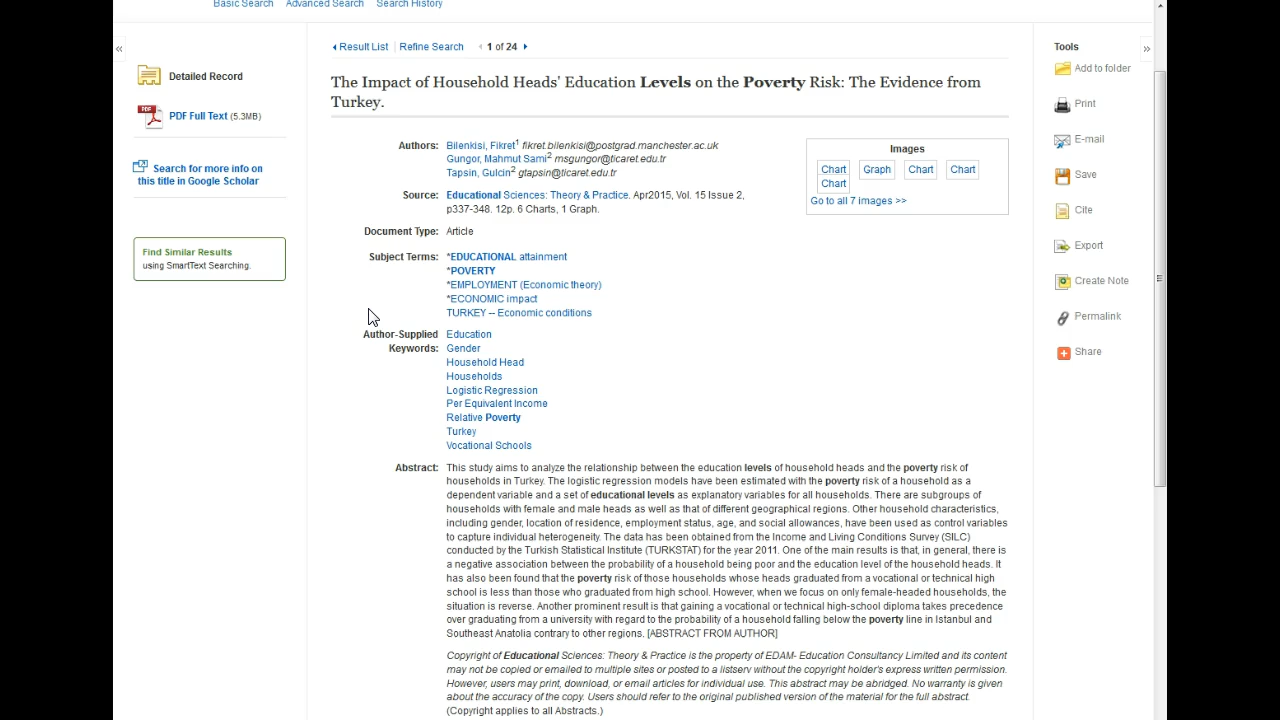 Basic Search Advanced Search Search History
« »
Result List Refine Search 1 of 24
Tools
Detailed Record
PDF Full Text (5.3MB)
Search for more info on
this title in Google Scholar
Find Similar Results
using SmartText Searching.
The Impact of Household Heads' Education Levels on the Poverty Risk: The Evidence from
Turkey.
Authors: Bilenkisi, Fikret1 fikret.bilenkisi@postgrad.manchester.ac.uk
Gungor, Mahmut Sami2 msgungor@ticaret.edu.tr
Tapsin, Gulcin2 gtapsin@ticaret.edu.tr
Source: Educational Sciences: Theory & Practice. Apr2015, Vol. 15 Issue 2,
p337-348. 12p. 6 Charts, 1 Graph.
Document Type: Article
Subject Terms: *EDUCATIONAL attainment
*POVERTY
*EMPLOYMENT (Economic theory)
*ECONOMIC impact
TURKEY -- Economic conditions
Author-Supplied Education
Keywords: Gender
Household Head
Households
Logistic Regression
Per Equivalent Income
Relative Poverty
Turkey
Vocational Schools
Abstract: This study aims to analyze the relationship between the education levels of household heads and the poverty risk of
households in Turkey. The logistic regression models have been estimated with the poverty risk of a household as a
dependent variable and a set of educational levels as explanatory variables for all households. There are subgroups of
households with female and male heads as well as that of different geographical regions. Other household characteristics,
including gender, location of residence, employment status, age, and social allowances, have been used as control variables
to capture individual heterogeneity. The data has been obtained from the Income and Living Conditions Survey (SILC)
conducted by the Turkish Statistical Institute (TURKSTAT) for the year 2011. One of the main results is that, in general, there is
a negative association between the probability of a household being poor and the education level of the household heads. It
has also been found that the poverty risk of those households whose heads graduated from a vocational or technical high
school is less than those who graduated from high school. However, when we focus on only female-headed households, the
situation is reverse. Another prominent result is that gaining a vocational or technical high-school diploma takes precedence
over graduating from a university with regard to the probability of a household falling below the poverty line in Istanbul and
Southeast Anatolia contrary to other regions. [ABSTRACT FROM AUTHOR]
Copyright of Educational Sciences: Theory & Practice is the property of EDAM- Education Consultancy Limited and its content
may not be copied or emailed to multiple sites or posted to a listserv without the copyright holder's express written permission.
However, users may print, download, or email articles for individual use. This abstract may be abridged. No warranty is given
about the accuracy of the copy. Users should refer to the original published version of the material for the full abstract.
(Copyright applies to all Abstracts.)
Images
Chart Graph Chart Chart
Chart
Go to all 7 images >>
Add to folder
Print
E-mail
Save
Cite
Export
Create Note
Permalink
Share